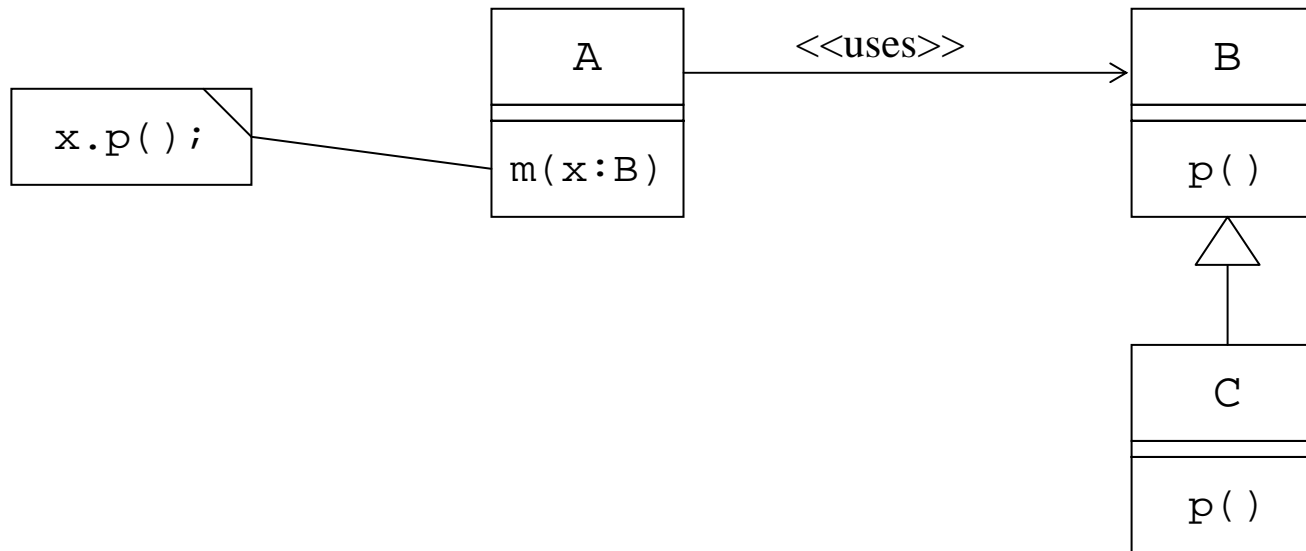 A
<<uses>>
B
x.p();
m(x:B)
p()
C
p()